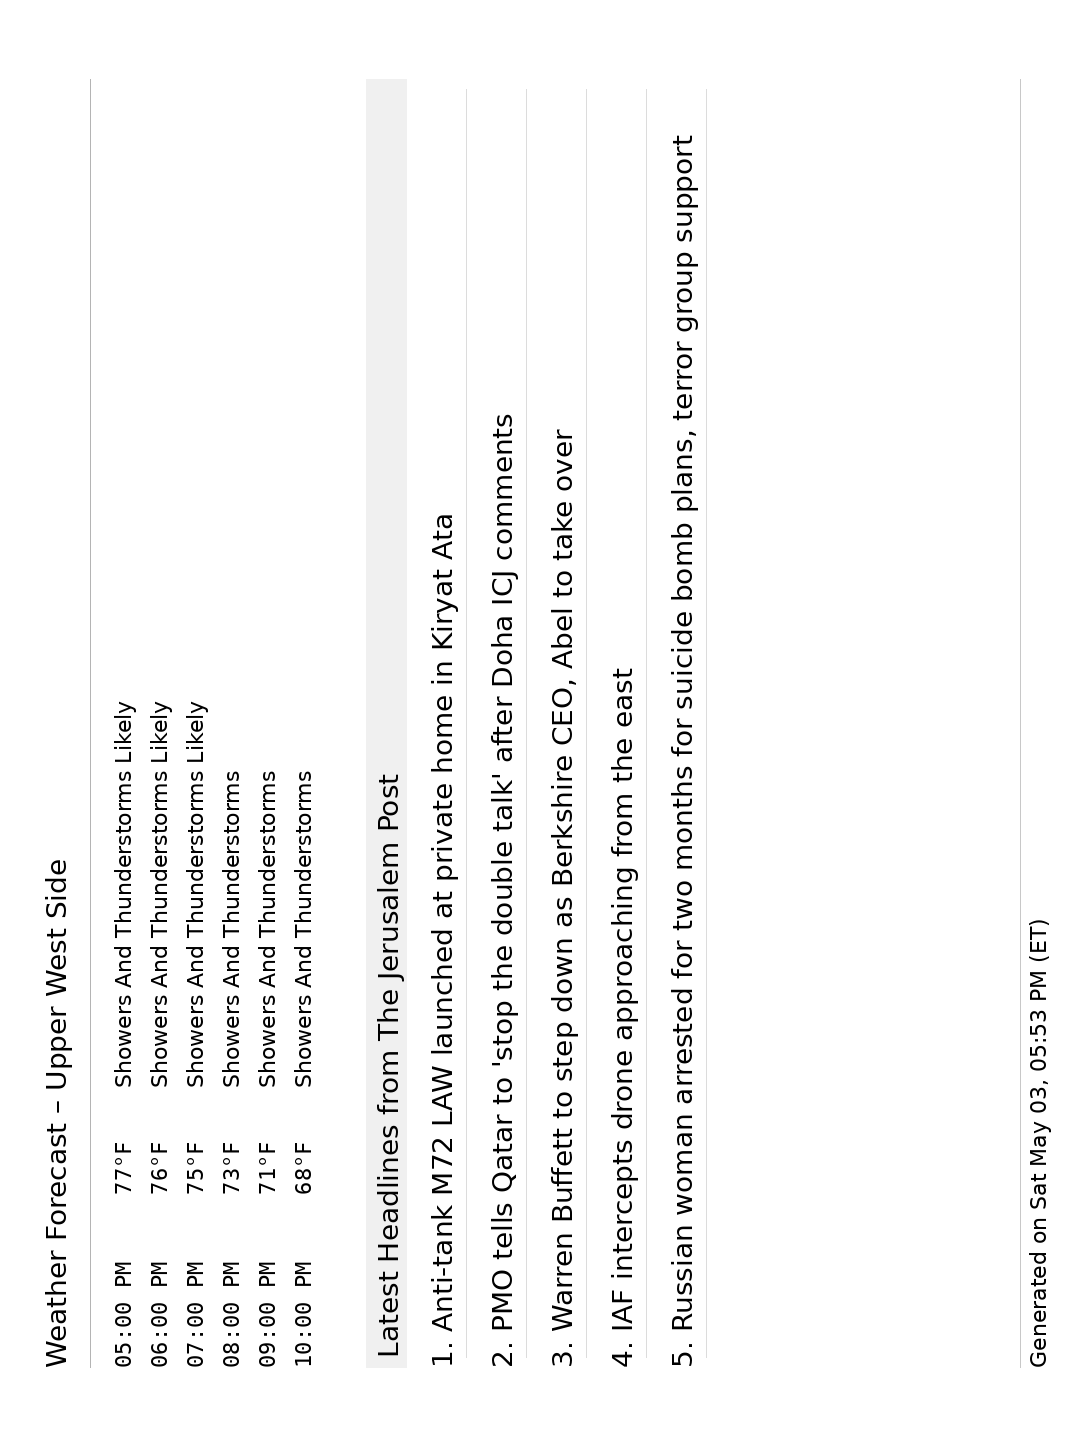 Weather Forecast – Upper West Side
05:00 PM 77°F Showers And Thunderstorms Likely
06:00 PM 76°F Showers And Thunderstorms Likely
07:00 PM 75°F Showers And Thunderstorms Likely
08:00 PM 73°F Showers And Thunderstorms
09:00 PM 71°F Showers And Thunderstorms
10:00 PM 68°F Showers And Thunderstorms
Latest Headlines from The Jerusalem Post
1. Anti-tank M72 LAW launched at private home in Kiryat Ata
2. PMO tells Qatar to 'stop the double talk' after Doha ICJ comments
3. Warren Buffett to step down as Berkshire CEO, Abel to take over
4. IAF intercepts drone approaching from the east
5. Russian woman arrested for two months for suicide bomb plans, terror group support
Generated on Sat May 03, 05:53 PM (ET)